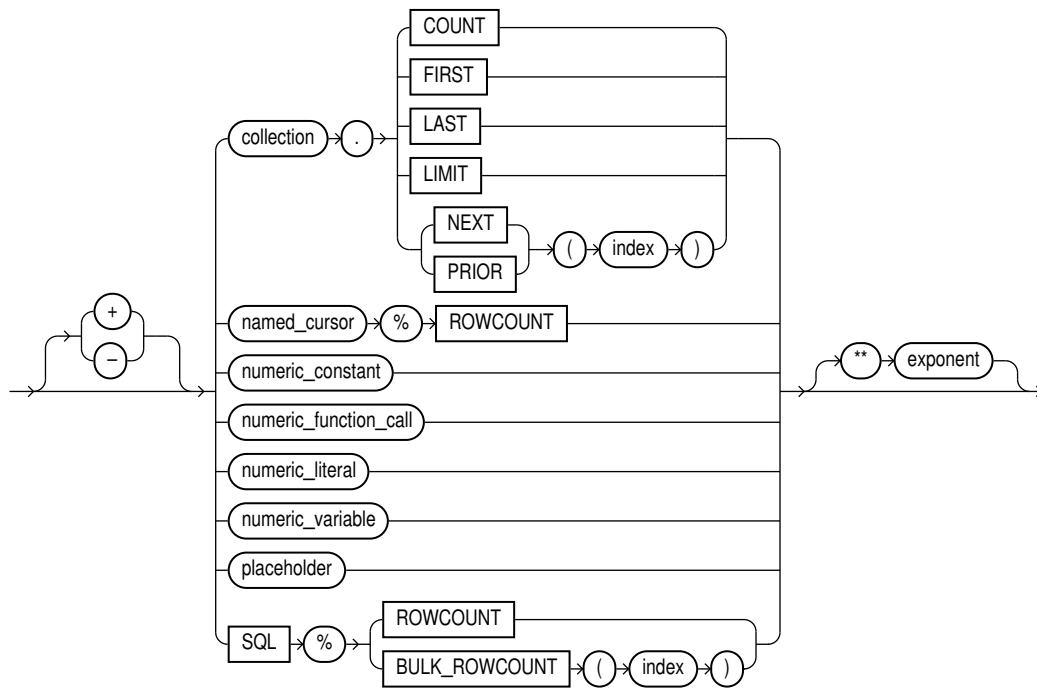 COUNT
FIRST
LAST
collection . LIMIT
NEXT
PRIOR ( index )
+
−
named_cursor % ROWCOUNT
numeric_constant
** exponent
numeric_function_call
numeric_literal
numeric_variable
placeholder
SQL % ROWCOUNT
BULK_ROWCOUNT ( index )